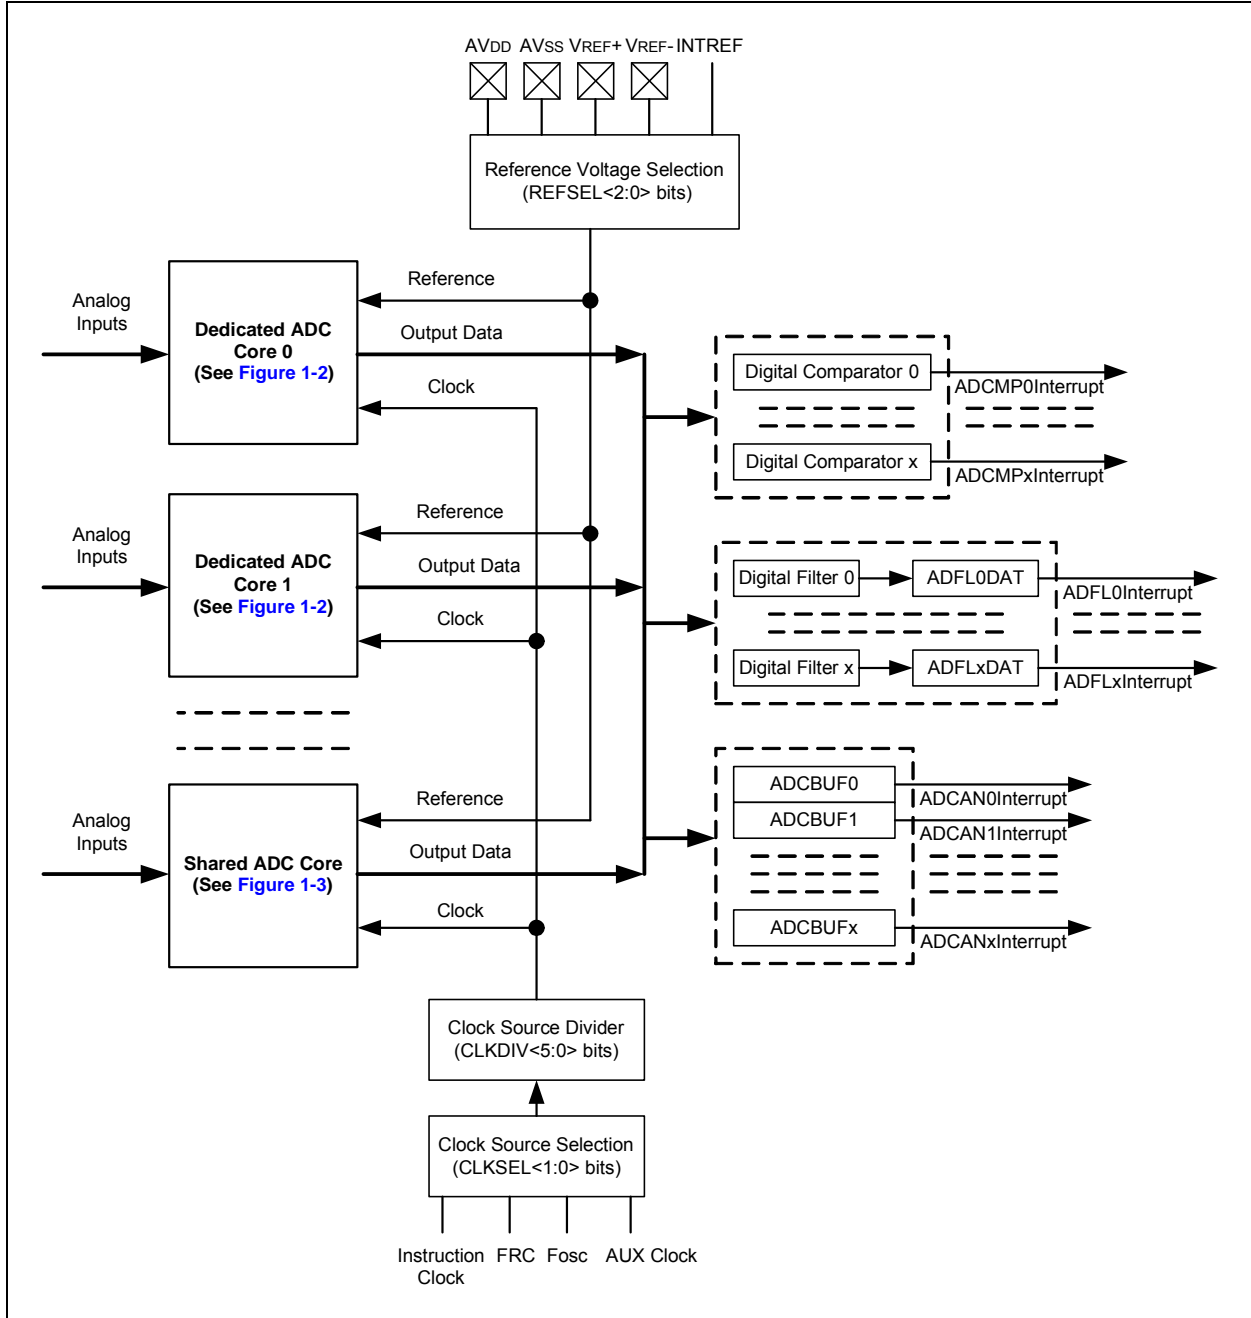 AVDD AVSS VREF+ VREF- INTREF
Reference Voltage Selection
(REFSEL<2:0> bits)
Analog
Inputs
Dedicated ADC
Core 0
(See Figure 1-2)
Reference
Output Data
Clock
Digital Comparator 0
ADCMP0Interrupt
Digital Comparator x
ADCMPxInterrupt
Analog
Inputs
Dedicated ADC
Core 1
(See Figure 1-2)
Reference
Output Data
Clock
Digital Filter 0
ADFL0DAT
ADFL0Interrupt
Digital Filter x
ADFLxDAT
ADFLxInterrupt
Analog
Inputs
Shared ADC Core
(See Figure 1-3)
Reference
Output Data
Clock
ADCBUF0
ADCAN0Interrupt
ADCBUF1
ADCAN1Interrupt
ADCBUFx
ADCANxInterrupt
Clock Source Divider
(CLKDIV<5:0> bits)
Clock Source Selection
(CLKSEL<1:0> bits)
Instruction
Clock
FRC
Fosc
AUX Clock